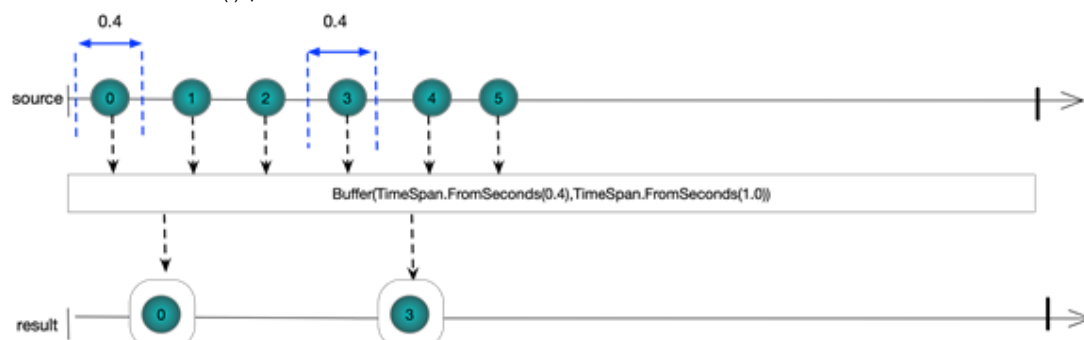 0.4 0.4
source 0 1 2 3 4 5
Buffer(TimeSpan.FromSeconds(0.4),TimeSpan.FromSeconds(1.0))
result 0 3